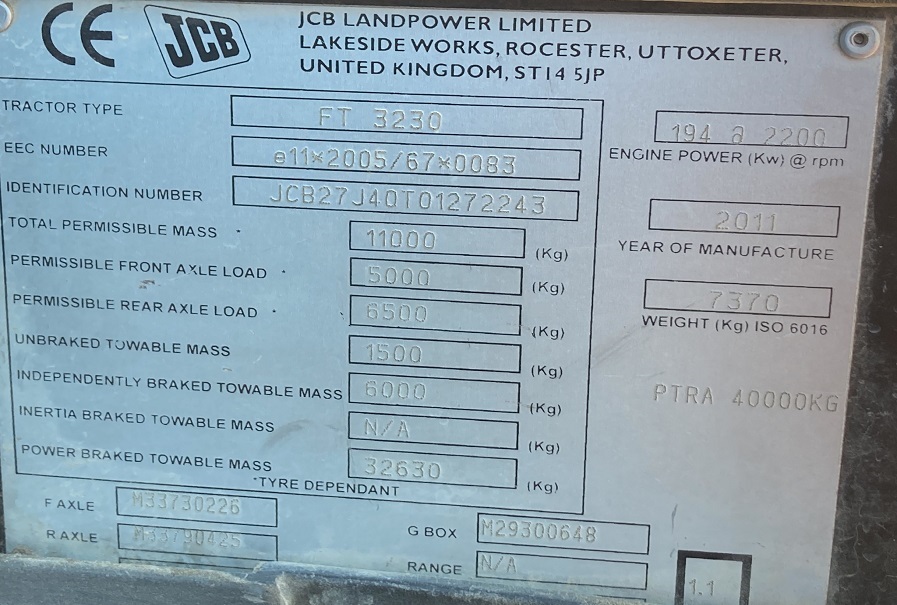 CE JCB JCB LANDPOWER LIMITED
LAKESIDE WORKS, ROCESTER, UTTOXETER,
UNITED KINGDOM, ST14 5JP
TRACTOR TYPE FT 3230
EEC NUMBER e11*2005/67*0083
IDENTIFICATION NUMBER JCB27J40T01272243
TOTAL PERMISSIBLE MASS * 11000 (Kg)
PERMISSIBLE FRONT AXLE LOAD * 5000 (Kg)
PERMISSIBLE REAR AXLE LOAD * 6500 (Kg)
UNBRAKED TOWABLE MASS 1500 (Kg)
INDEPENDENTLY BRAKED TOWABLE MASS 6000 (Kg)
INERTIA BRAKED TOWABLE MASS N/A (Kg)
POWER BRAKED TOWABLE MASS 32630 (Kg)
*TYRE DEPENDANT
194 @ 2200
ENGINE POWER (Kw) @ rpm
2011
YEAR OF MANUFACTURE
7370
WEIGHT (Kg) ISO 6016
PTRA 40000KG
F AXLE M33730226
R AXLE M33790425
G BOX M29300648
RANGE N/A
1.1